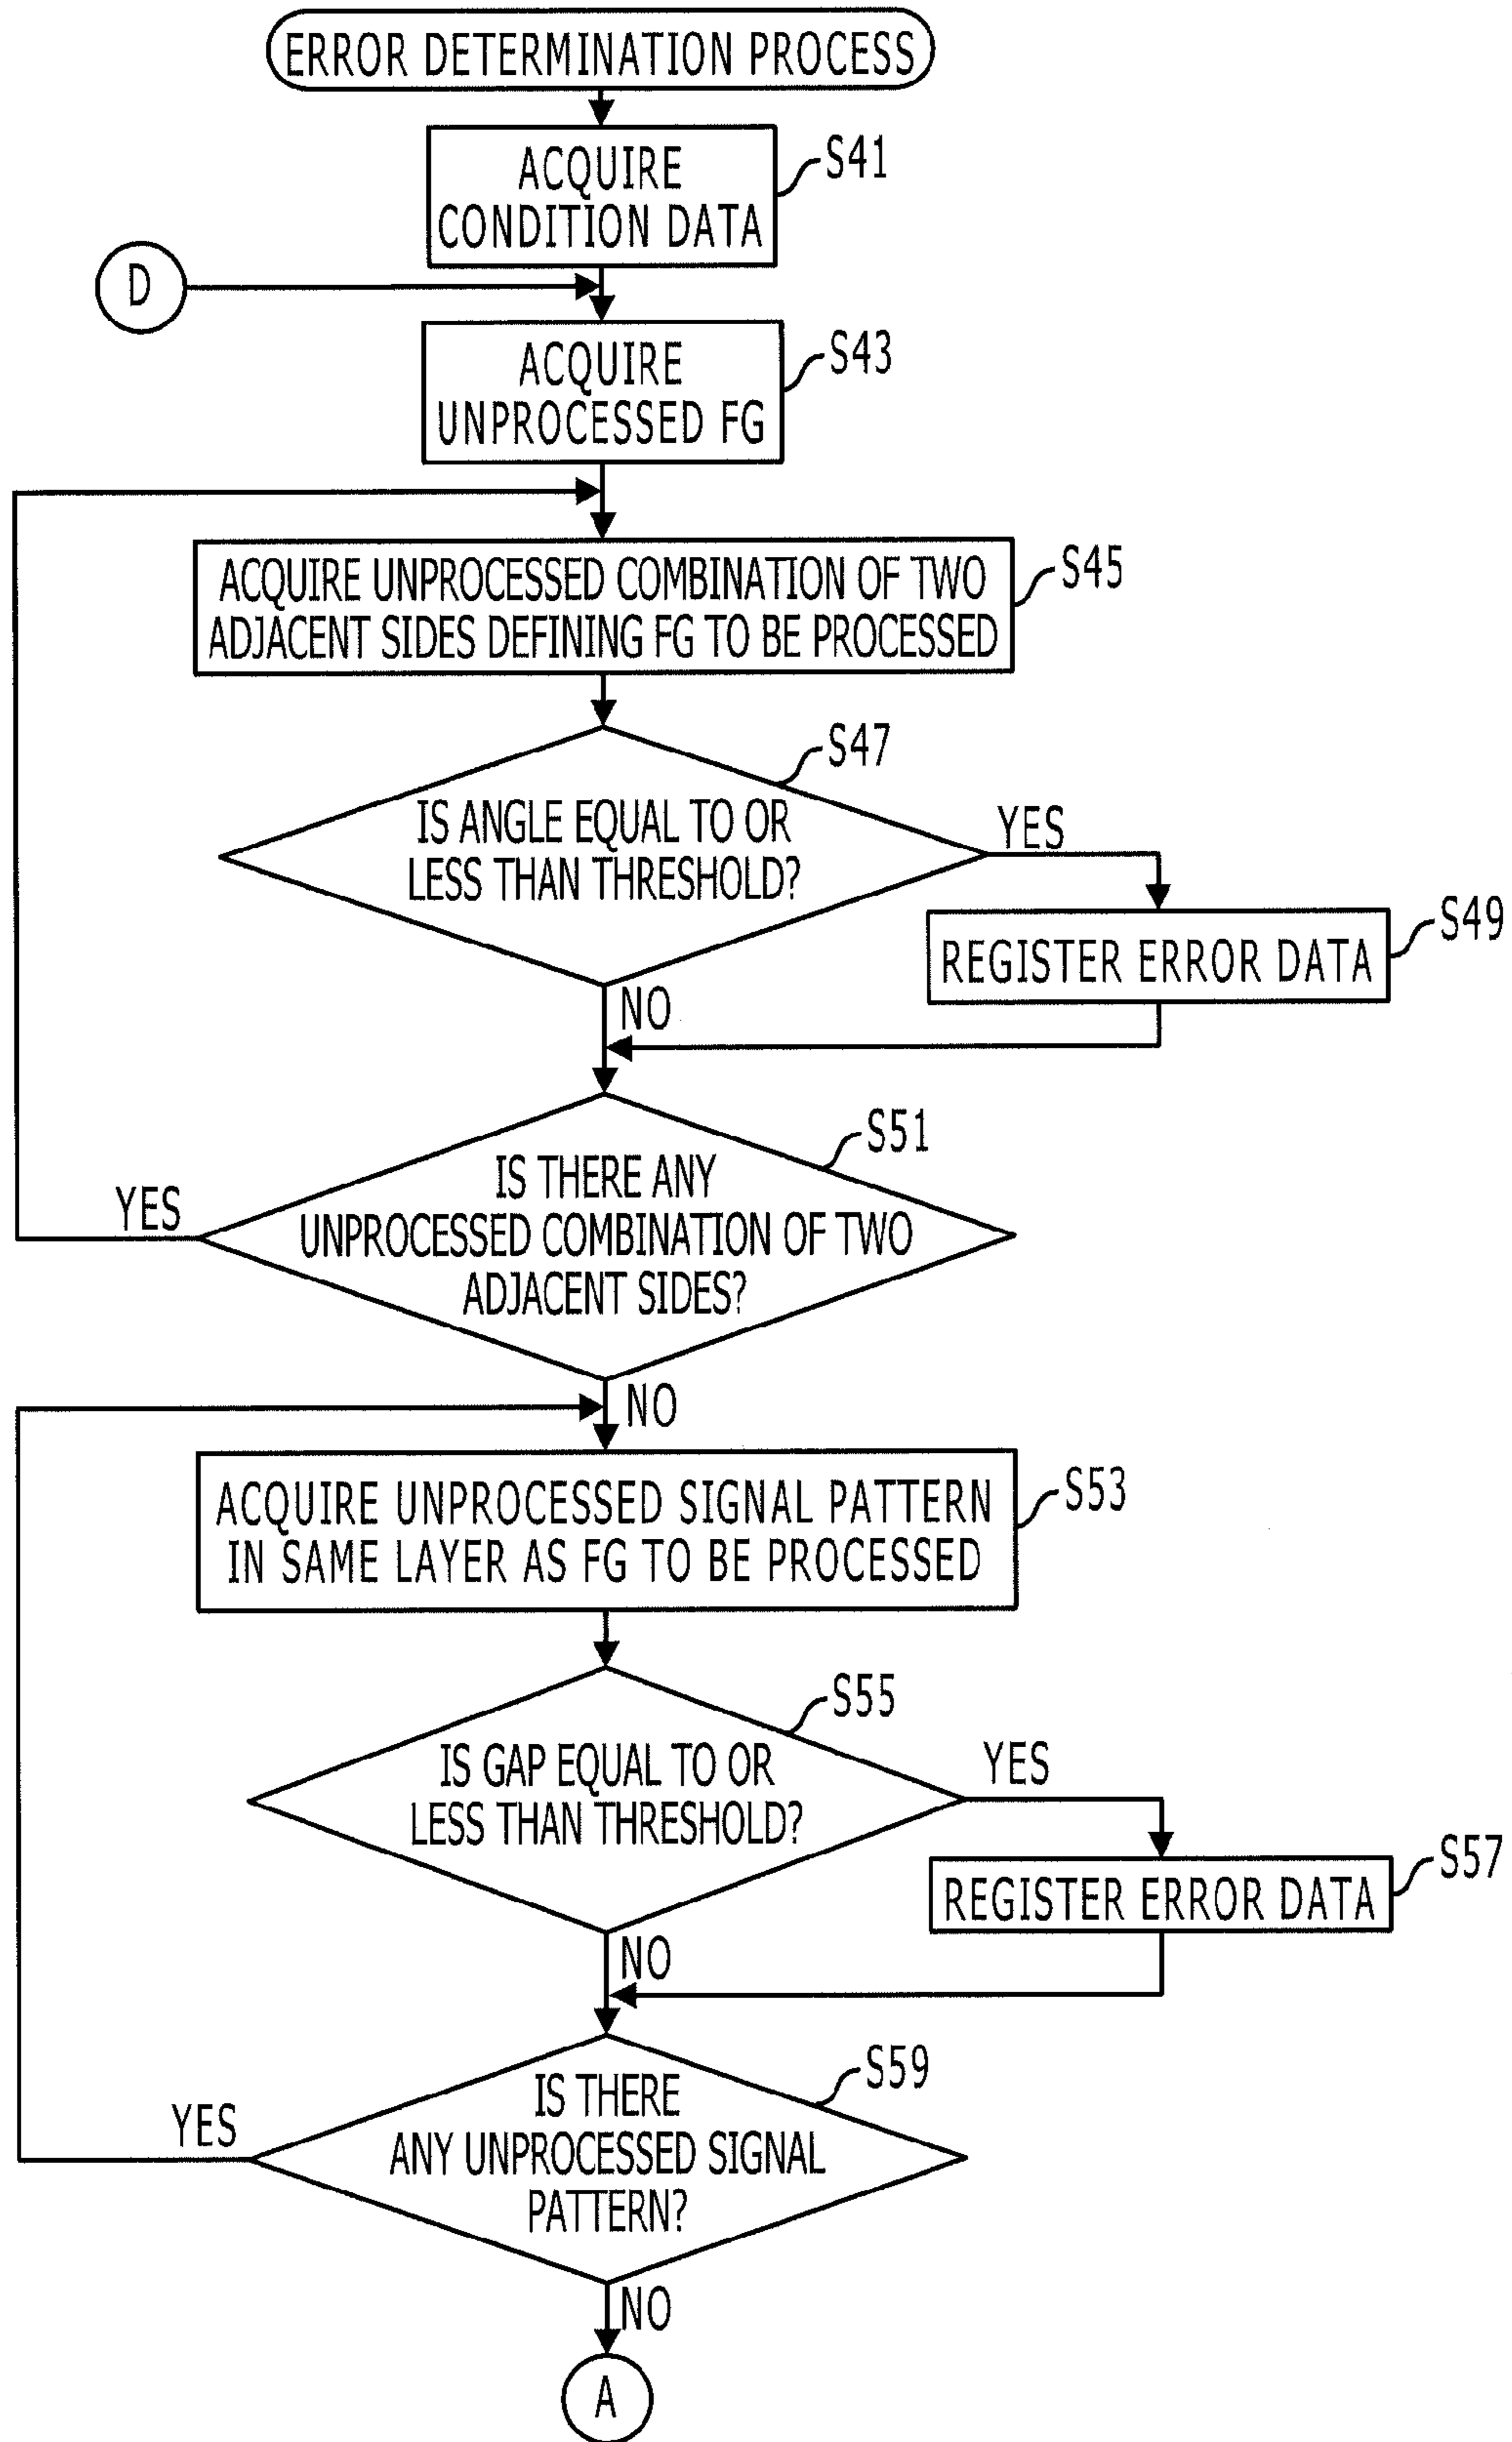 ERROR DETERMINATION PROCESS
ACQUIRE
CONDITION DATA
S41
D
ACQUIRE
UNPROCESSED FG
S43
ACQUIRE UNPROCESSED COMBINATION OF TWO
ADJACENT SIDES DEFINING FG TO BE PROCESSED
S45
S47
IS ANGLE EQUAL TO OR
LESS THAN THRESHOLD?
YES
S49
REGISTER ERROR DATA
NO
S51
IS THERE ANY
UNPROCESSED COMBINATION OF TWO
ADJACENT SIDES?
YES
NO
ACQUIRE UNPROCESSED SIGNAL PATTERN
IN SAME LAYER AS FG TO BE PROCESSED
S53
S55
IS GAP EQUAL TO OR
LESS THAN THRESHOLD?
YES
S57
REGISTER ERROR DATA
NO
S59
IS THERE
ANY UNPROCESSED SIGNAL
PATTERN?
YES
NO
A